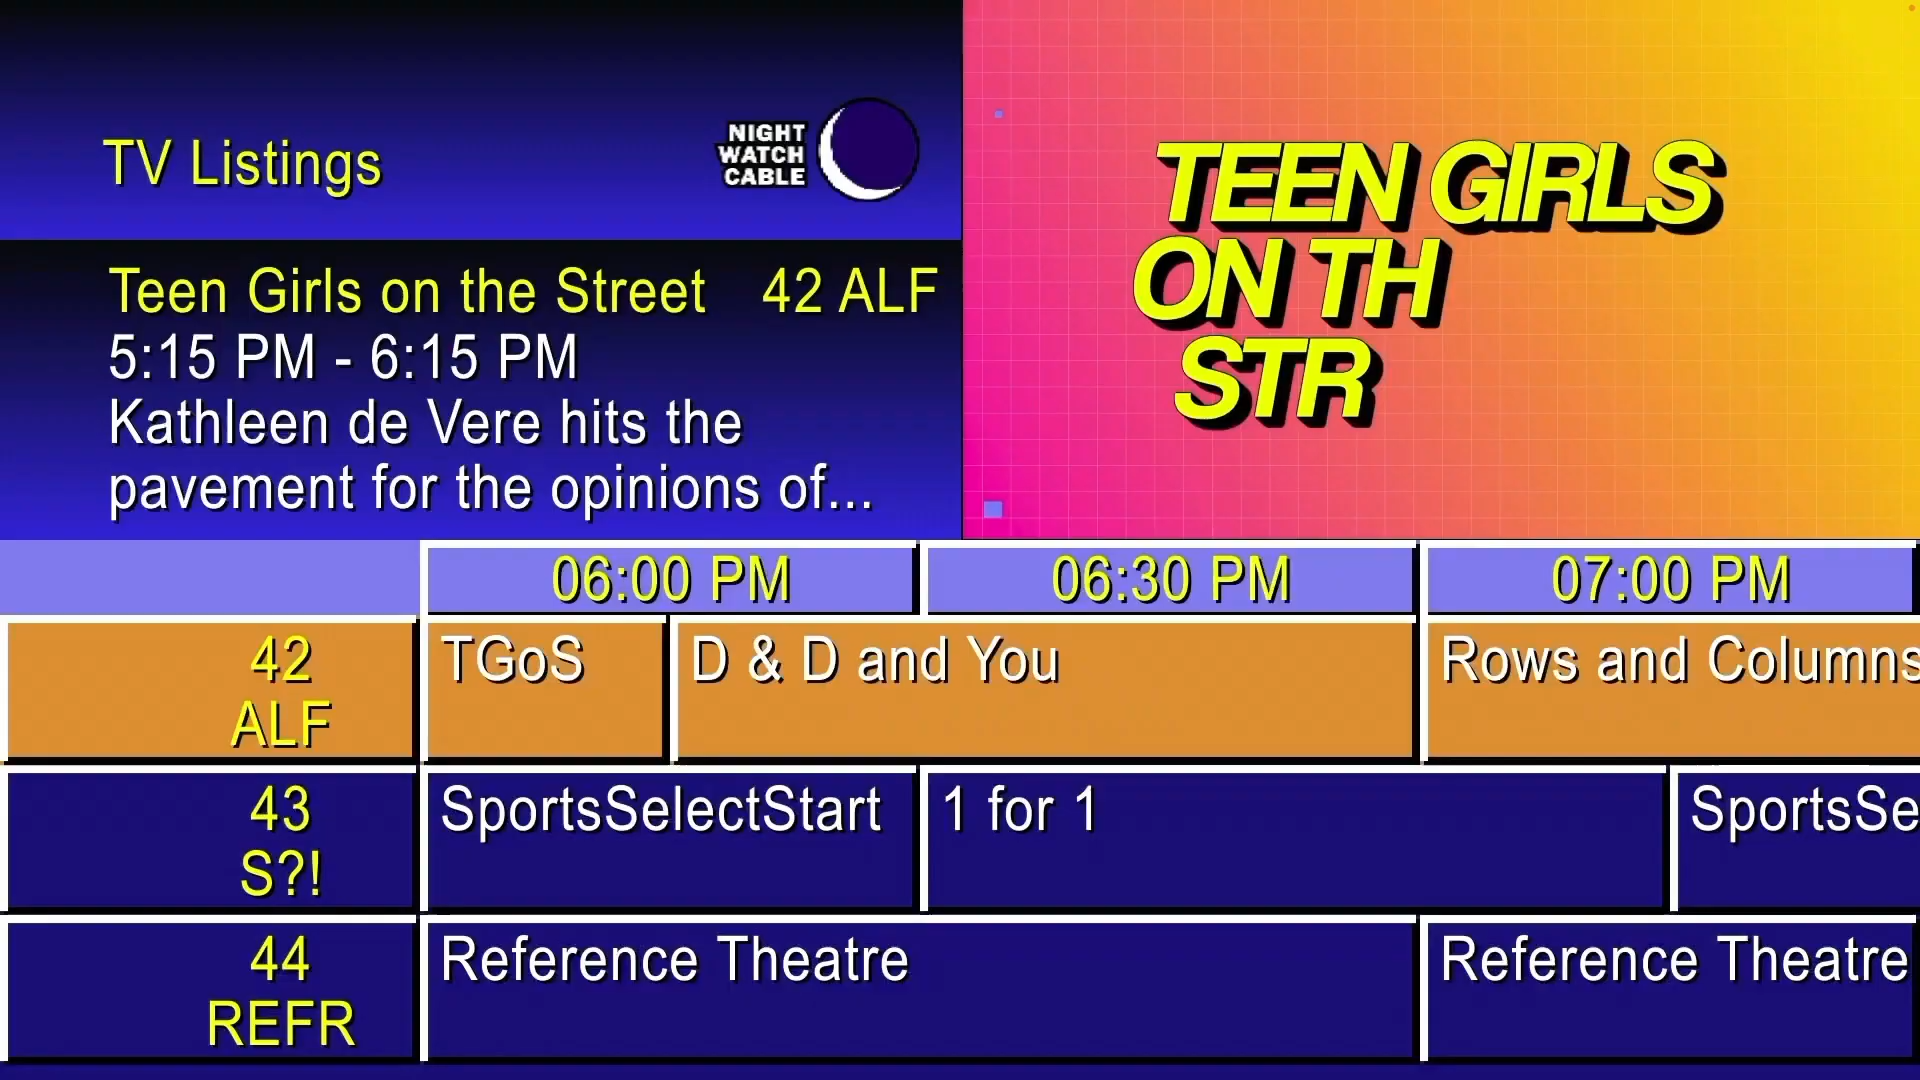 TV Listings
NIGHT
WATCH
CABLE
Teen Girls on the Street 42 ALF
5:15 PM - 6:15 PM
Kathleen de Vere hits the
pavement for the opinions of...
TEEN GIRLS
ON TH
STR
06:00 PM 06:30 PM 07:00 PM
42
ALF
TGoS
D & D and You
Rows and Columns
43
S?!
SportsSelectStart
1 for 1
SportsSe
44
REFR
Reference Theatre
Reference Theatre